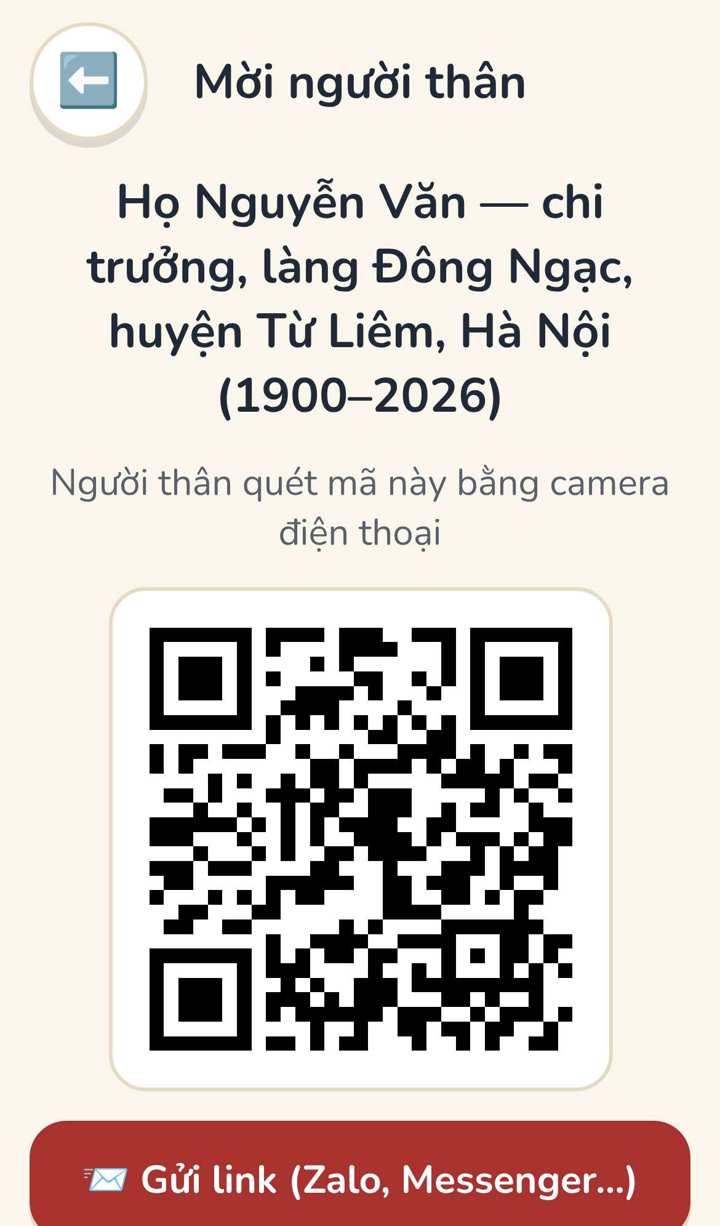 Mời người thân
Họ Nguyễn Văn — chi
trưởng, làng Đông Ngạc,
huyện Từ Liêm, Hà Nội
(1900–2026)
Người thân quét mã này bằng camera
điện thoại
Gửi link (Zalo, Messenger...)